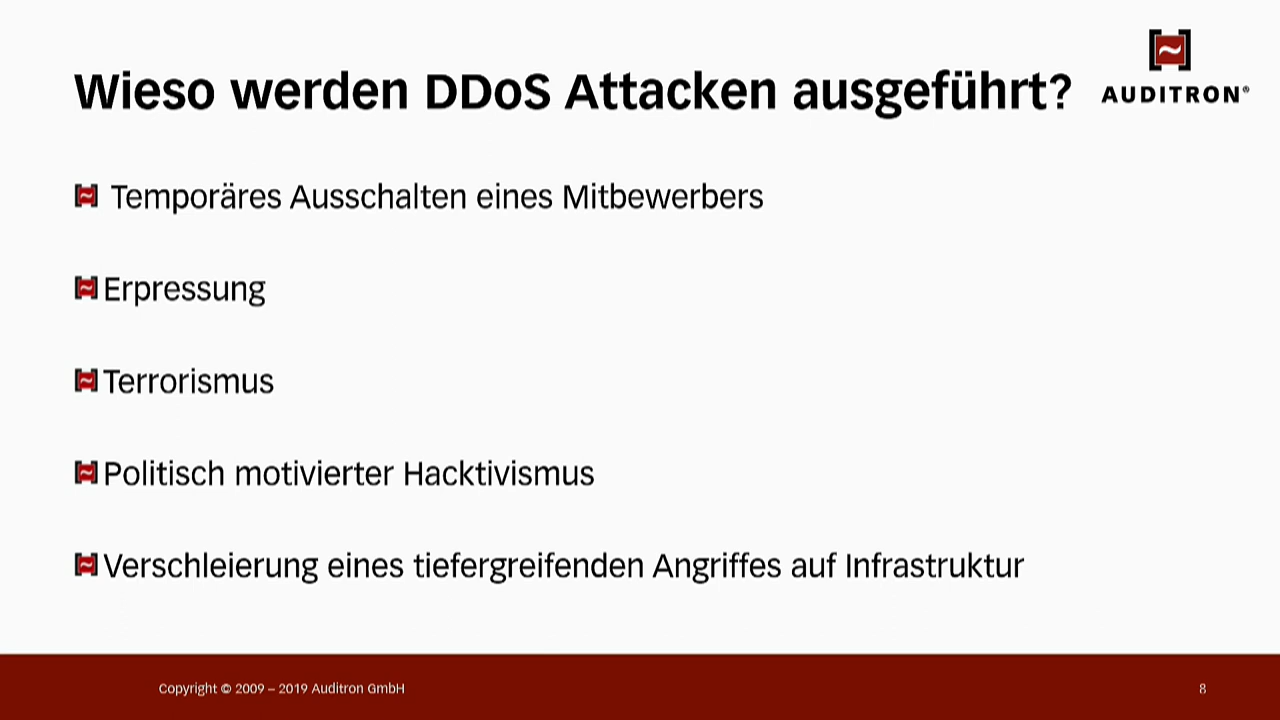 Wieso werden DDoS Attacken ausgeführt?
AUDITRON®
Temporäres Ausschalten eines Mitbewerbers
Erpressung
Terrorismus
Politisch motivierter Hacktivismus
Verschleierung eines tiefergreifenden Angriffes auf Infrastruktur
Copyright © 2009 – 2019 Auditron GmbH
8